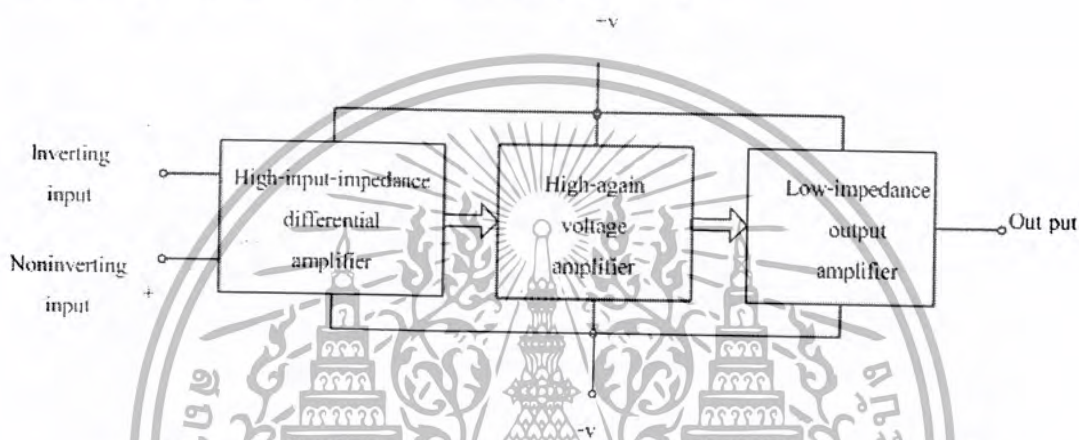 +v
Inverting
input
High-input-impedance
differential
amplifier
High-again
voltage
amplifier
Low-impedance
output
amplifier
Out put
Noninverting
input
+
-v